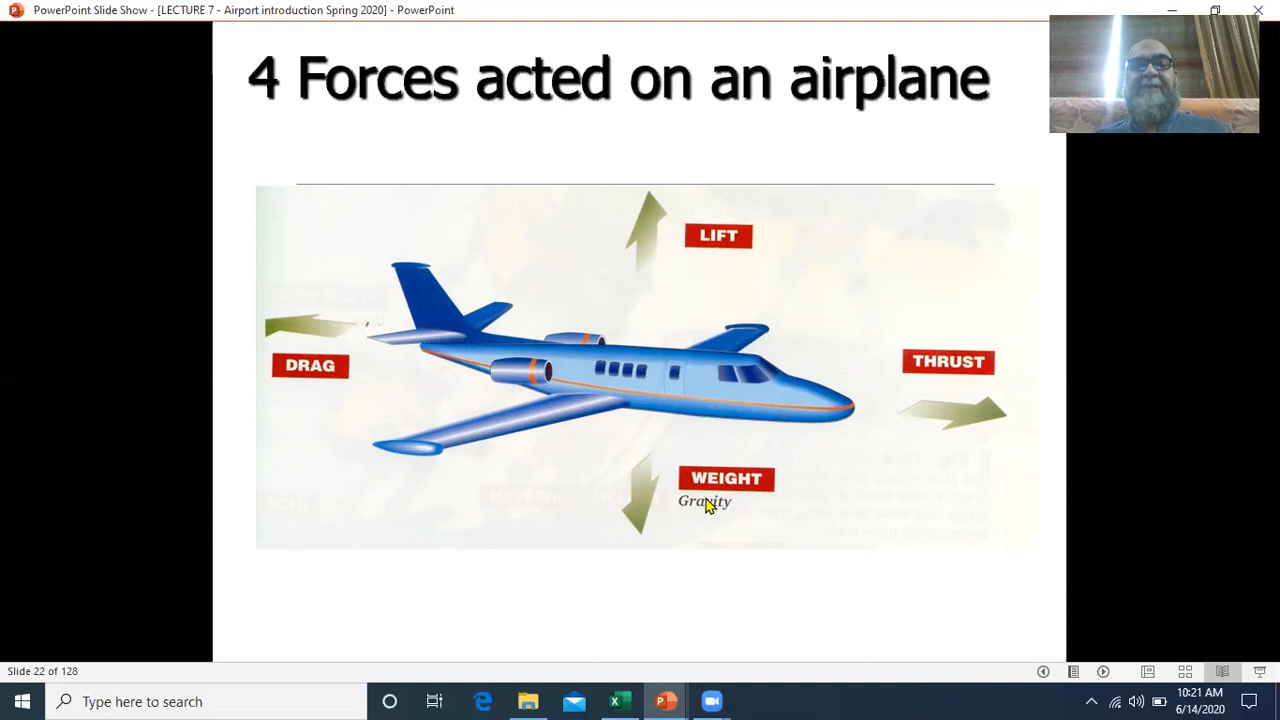 PowerPoint Slide Show - [LECTURE 7 - Airport introduction Spring 2020] - PowerPoint
4 Forces acted on an airplane
LIFT
DRAG
THRUST
WEIGHT
Gravity
Slide 22 of 128
Type here to search
10:21 AM
6/14/2020